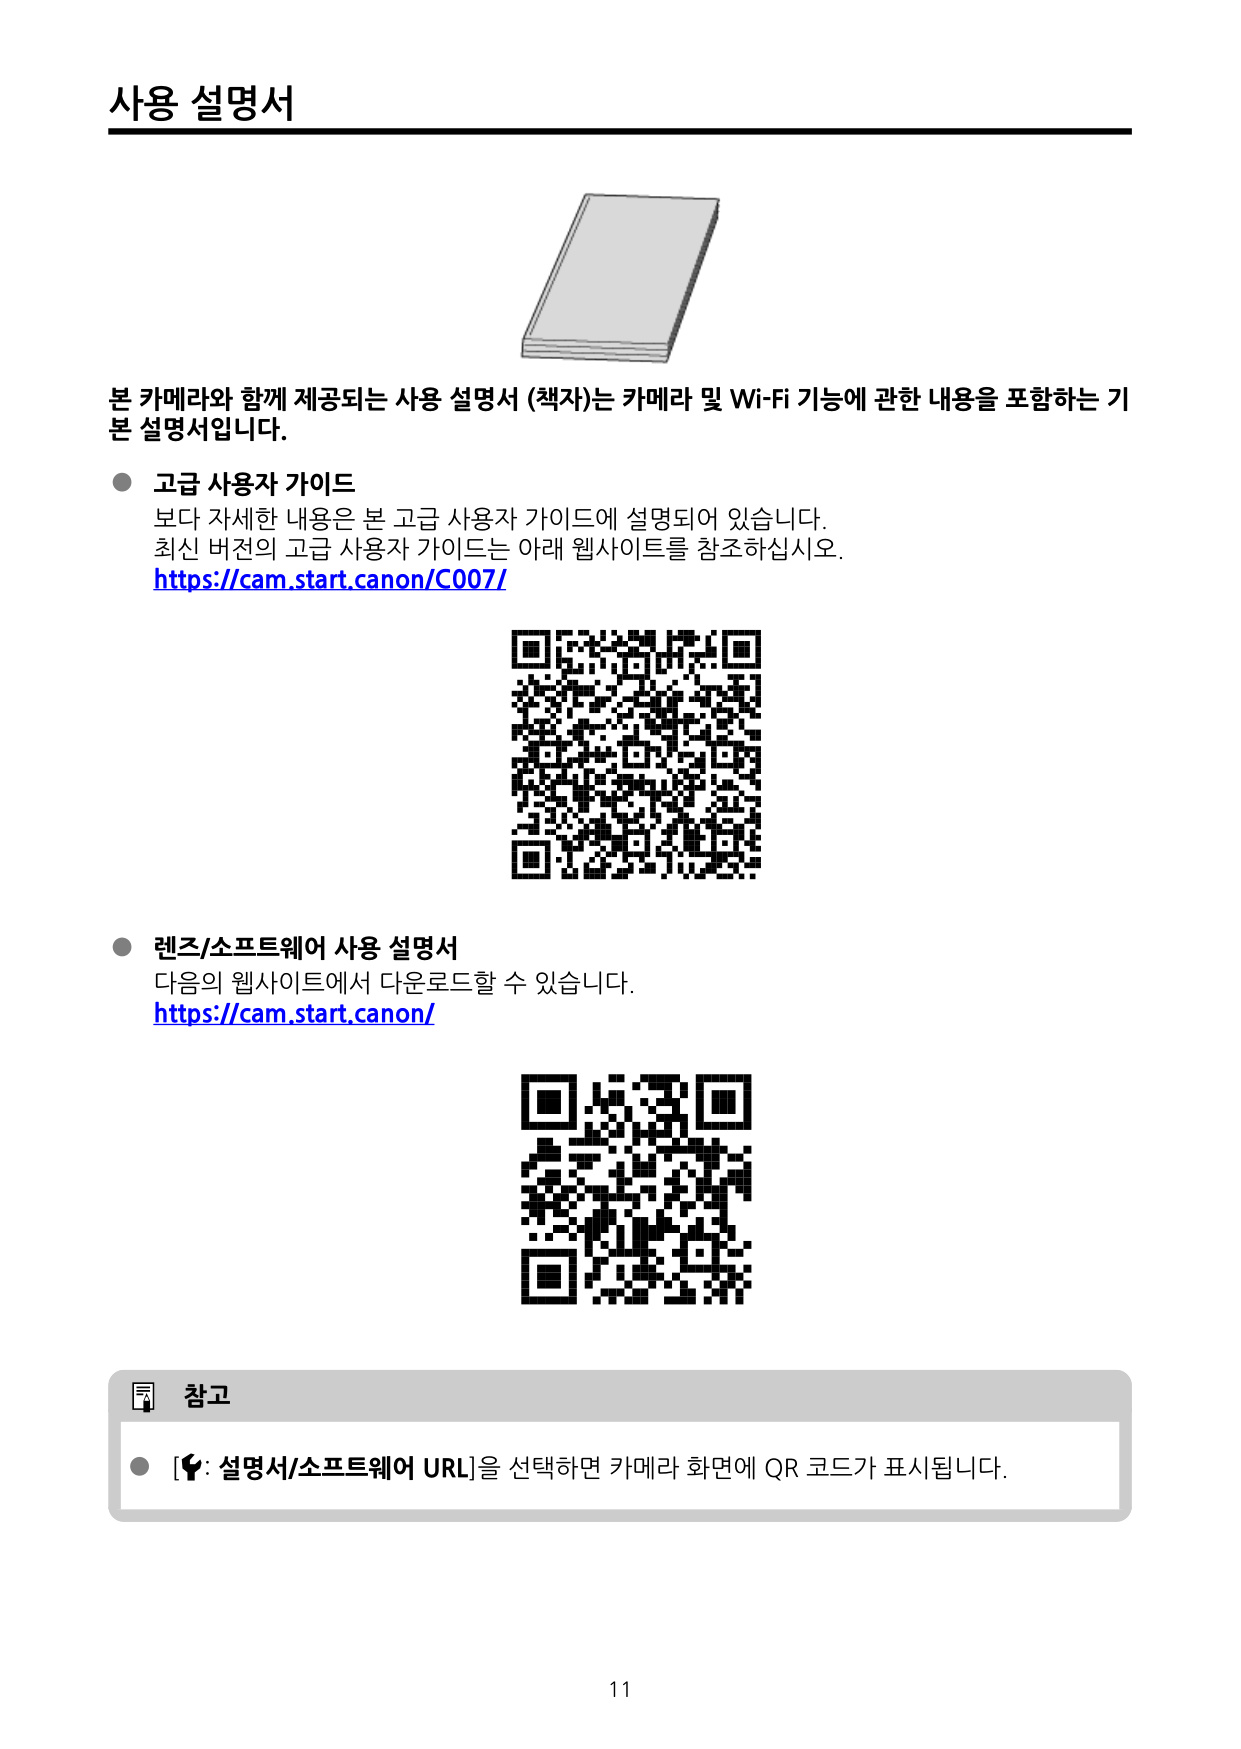 사용 설명서
본 카메라와 함께 제공되는 사용 설명서 (책자)는 카메라 및 Wi-Fi 기능에 관한 내용을 포함하는 기
본 설명서입니다.
● 고급 사용자 가이드
보다 자세한 내용은 본 고급 사용자 가이드에 설명되어 있습니다.
최신 버전의 고급 사용자 가이드는 아래 웹사이트를 참조하십시오.
https://cam.start.canon/C007/
● 렌즈/소프트웨어 사용 설명서
다음의 웹사이트에서 다운로드할 수 있습니다.
https://cam.start.canon/
참고
● [: 설명서/소프트웨어 URL]을 선택하면 카메라 화면에 QR 코드가 표시됩니다.
11